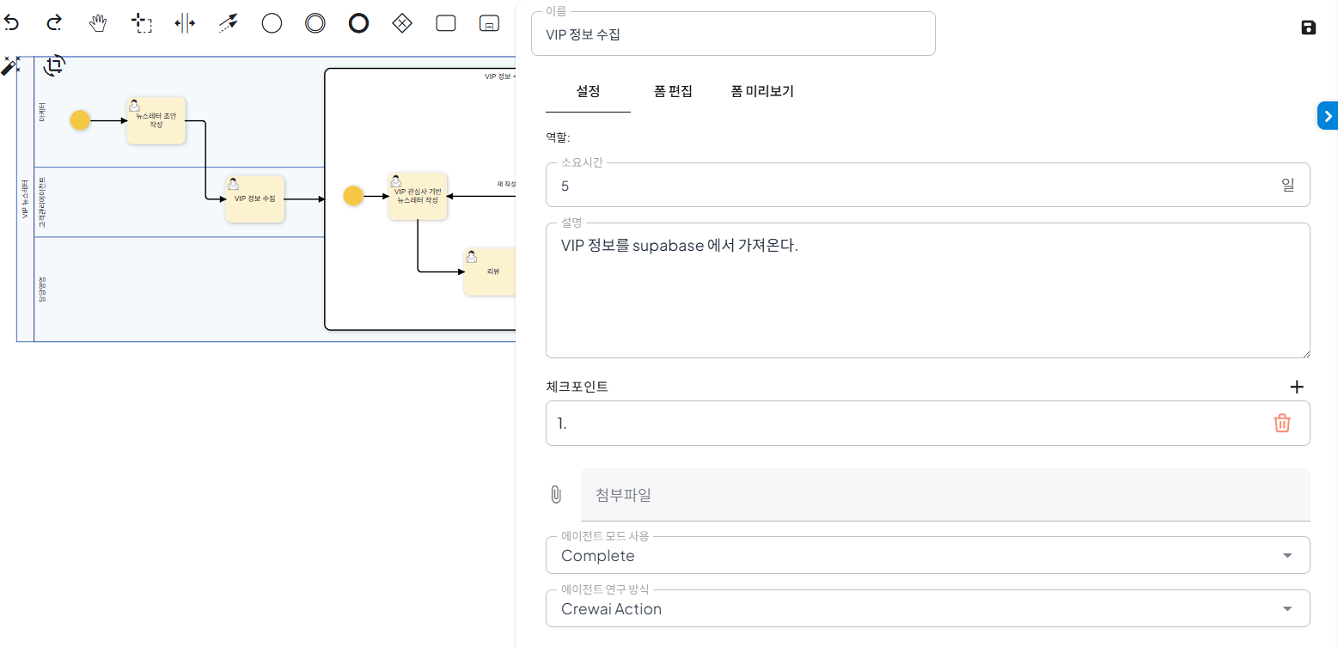 이름
VIP 정보 수집
설정
폼 편집
폼 미리보기
역할:
소요시간
5
일
설명
VIP 정보를 supabase 에서 가져온다.
체크포인트
1.
첨부파일
에이전트 모드 사용
Complete
에이전트 연구 방식
Crewai Action
VIP 뉴스레터
마케터
고객관리에이전트
뉴스레터 초안
작성
VIP 정보 수집
VIP 정보
VIP 관심사 기반
뉴스레터 작성
재 작성
리뷰